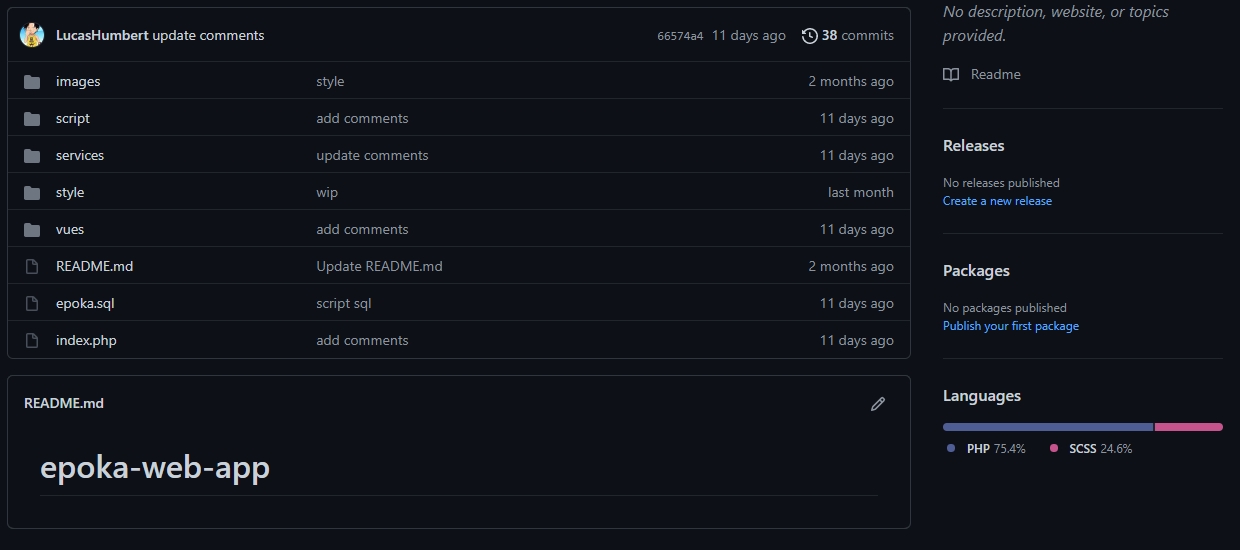 LucasHumbert update comments 66574a4 11 days ago 38 commits
images style 2 months ago
script add comments 11 days ago
services update comments 11 days ago
style wip last month
vues add comments 11 days ago
README.md Update README.md 2 months ago
epoka.sql script sql 11 days ago
index.php add comments 11 days ago
README.md
epoka-web-app
No description, website, or topics
provided.
Readme
Releases
No releases published
Create a new release
Packages
No packages published
Publish your first package
Languages
PHP 75.4% SCSS 24.6%